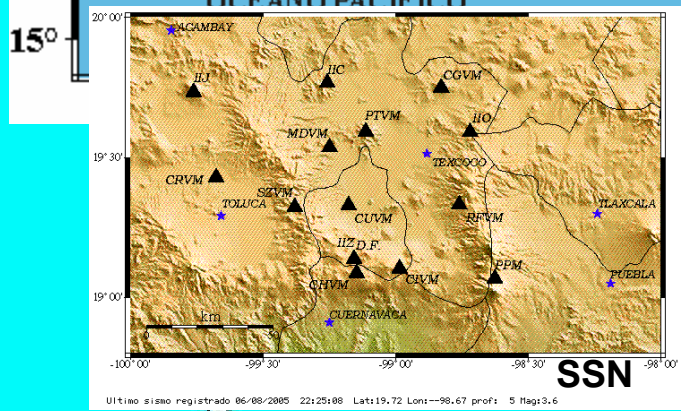 OCEANO PACIFICO
15°
20°00'
ACAMBAY
IIJ
IIC
CGVM
PTVM
IIO
MDVM
19°30'
TEXCOCO
CRVM
SZVM
TOLUCA
CUVM
RFVM
TLAXCALA
IIZ D.F.
CHVM
CIVM
PPM
PUEBLA
19°00'
km
CUERNAVACA
-100°00'
-99°30'
-99°00'
-98°30'
-98°00'
SSN
Ultimo sismo registrado 06/08/2005 22:25:08 Lat:19.72 Lon:--98.67 prof: 5 Mag:3.6